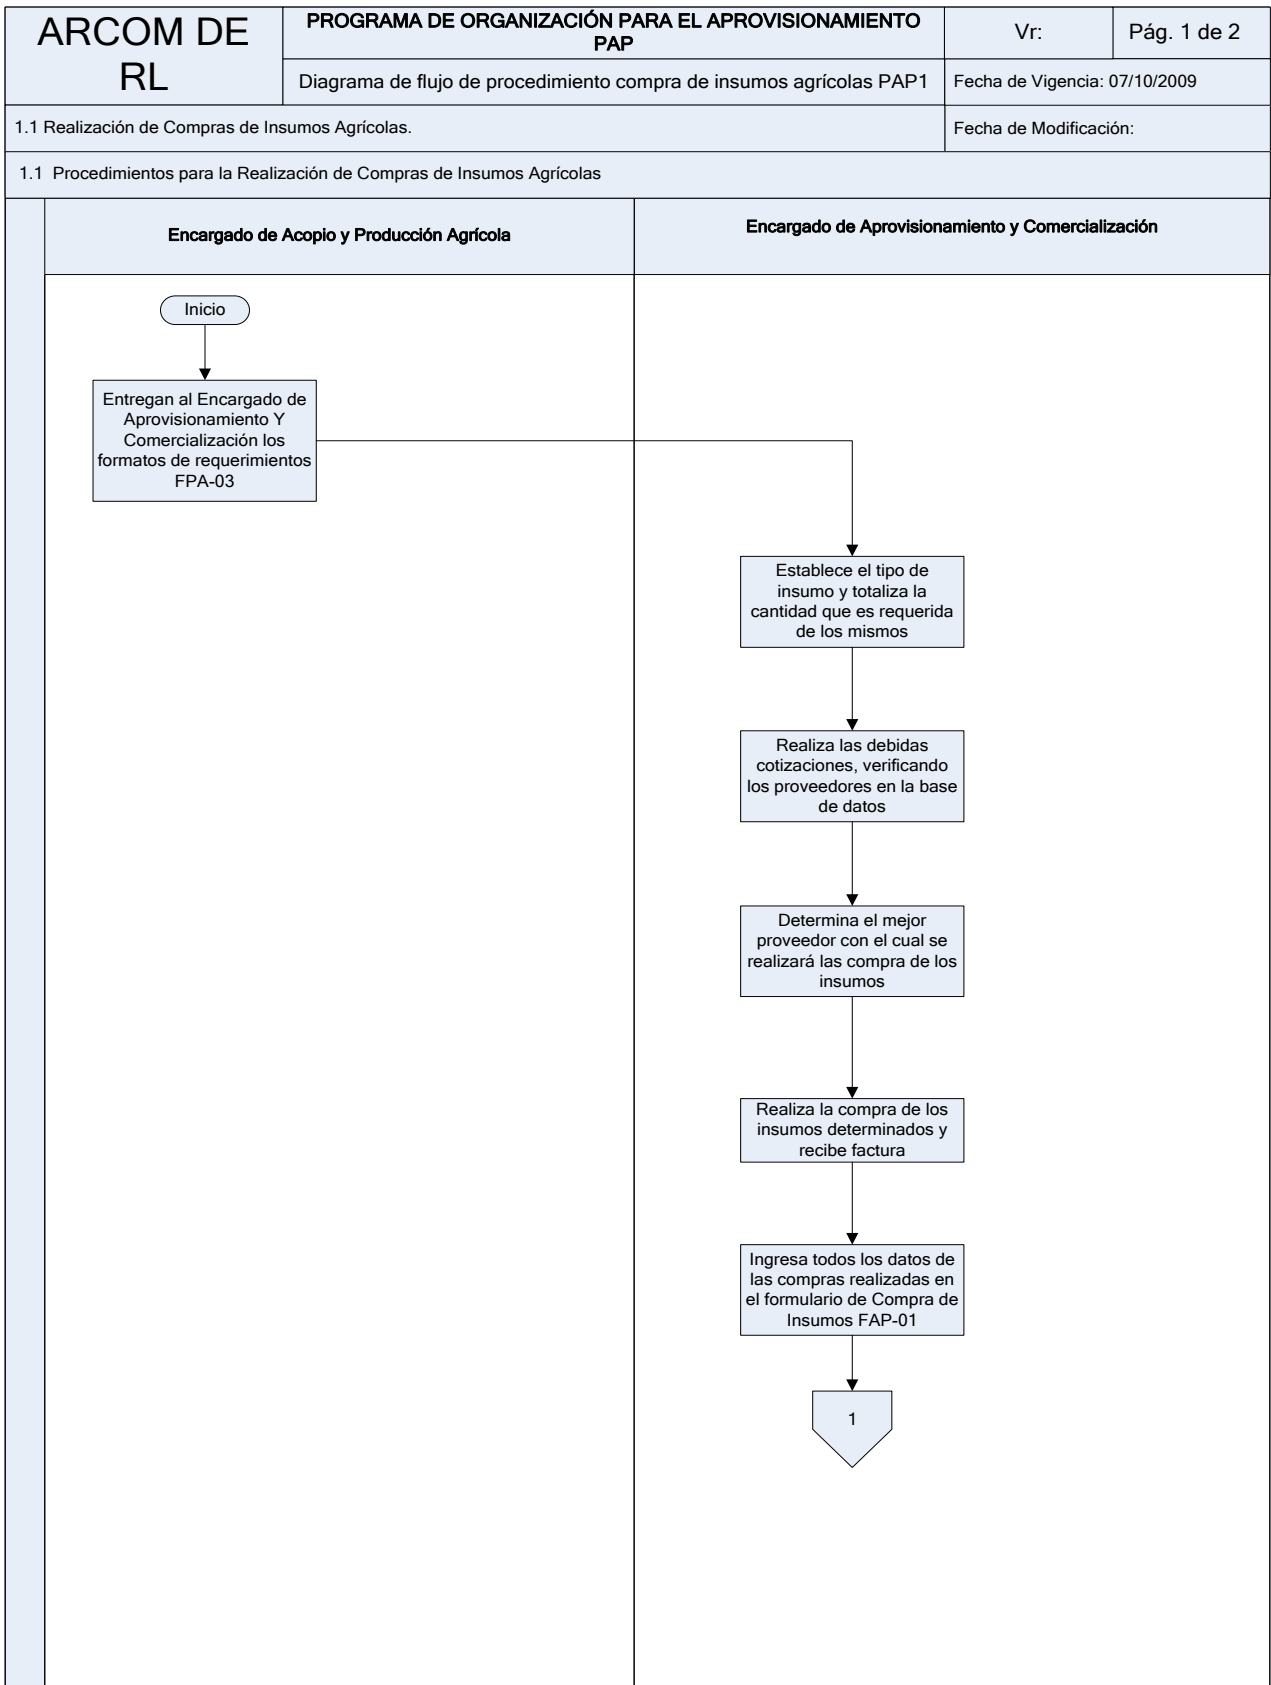 ARCOM DE
RL
PROGRAMA DE ORGANIZACIÓN PARA EL APROVISIONAMIENTO
PAP
Vr:
Pág. 1 de 2
Diagrama de flujo de procedimiento compra de insumos agrícolas PAP1
Fecha de Vigencia: 07/10/2009
1.1 Realización de Compras de Insumos Agrícolas.
Fecha de Modificación:
1.1 Procedimientos para la Realización de Compras de Insumos Agrícolas
Encargado de Acopio y Producción Agrícola
Encargado de Aprovisionamiento y Comercialización
Inicio
Entregan al Encargado de
Aprovisionamiento Y
Comercialización los
formatos de requerimientos
FPA-03
Establece el tipo de
insumo y totaliza la
cantidad que es requerida
de los mismos
Realiza las debidas
cotizaciones, verificando
los proveedores en la base
de datos
Determina el mejor
proveedor con el cual se
realizará las compra de los
insumos
Realiza la compra de los
insumos determinados y
recibe factura
Ingresa todos los datos de
las compras realizadas en
el formulario de Compra de
Insumos FAP-01
1